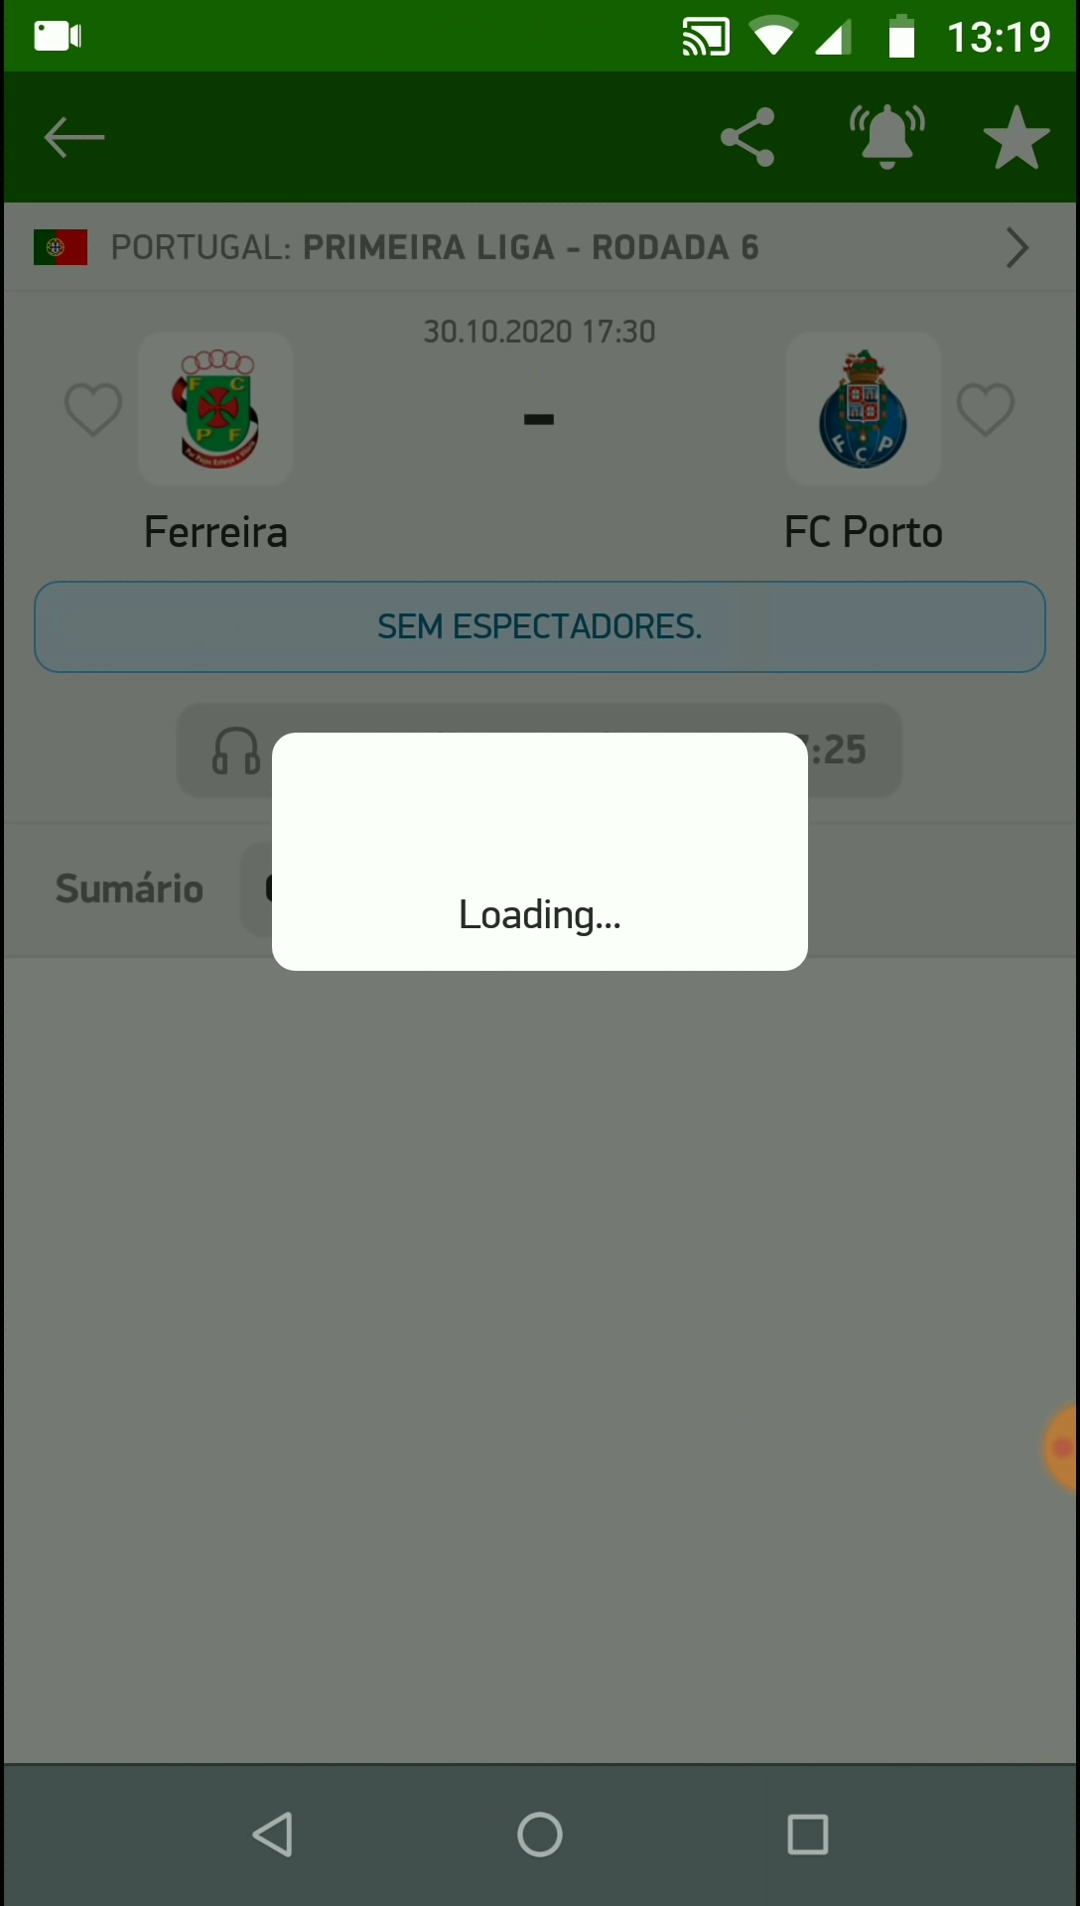 13:19
PORTUGAL: PRIMEIRA LIGA - RODADA 6
30.10.2020 17:30
-
Ferreira
FC Porto
SEM ESPECTADORES.
:25
Loading...
Sumário